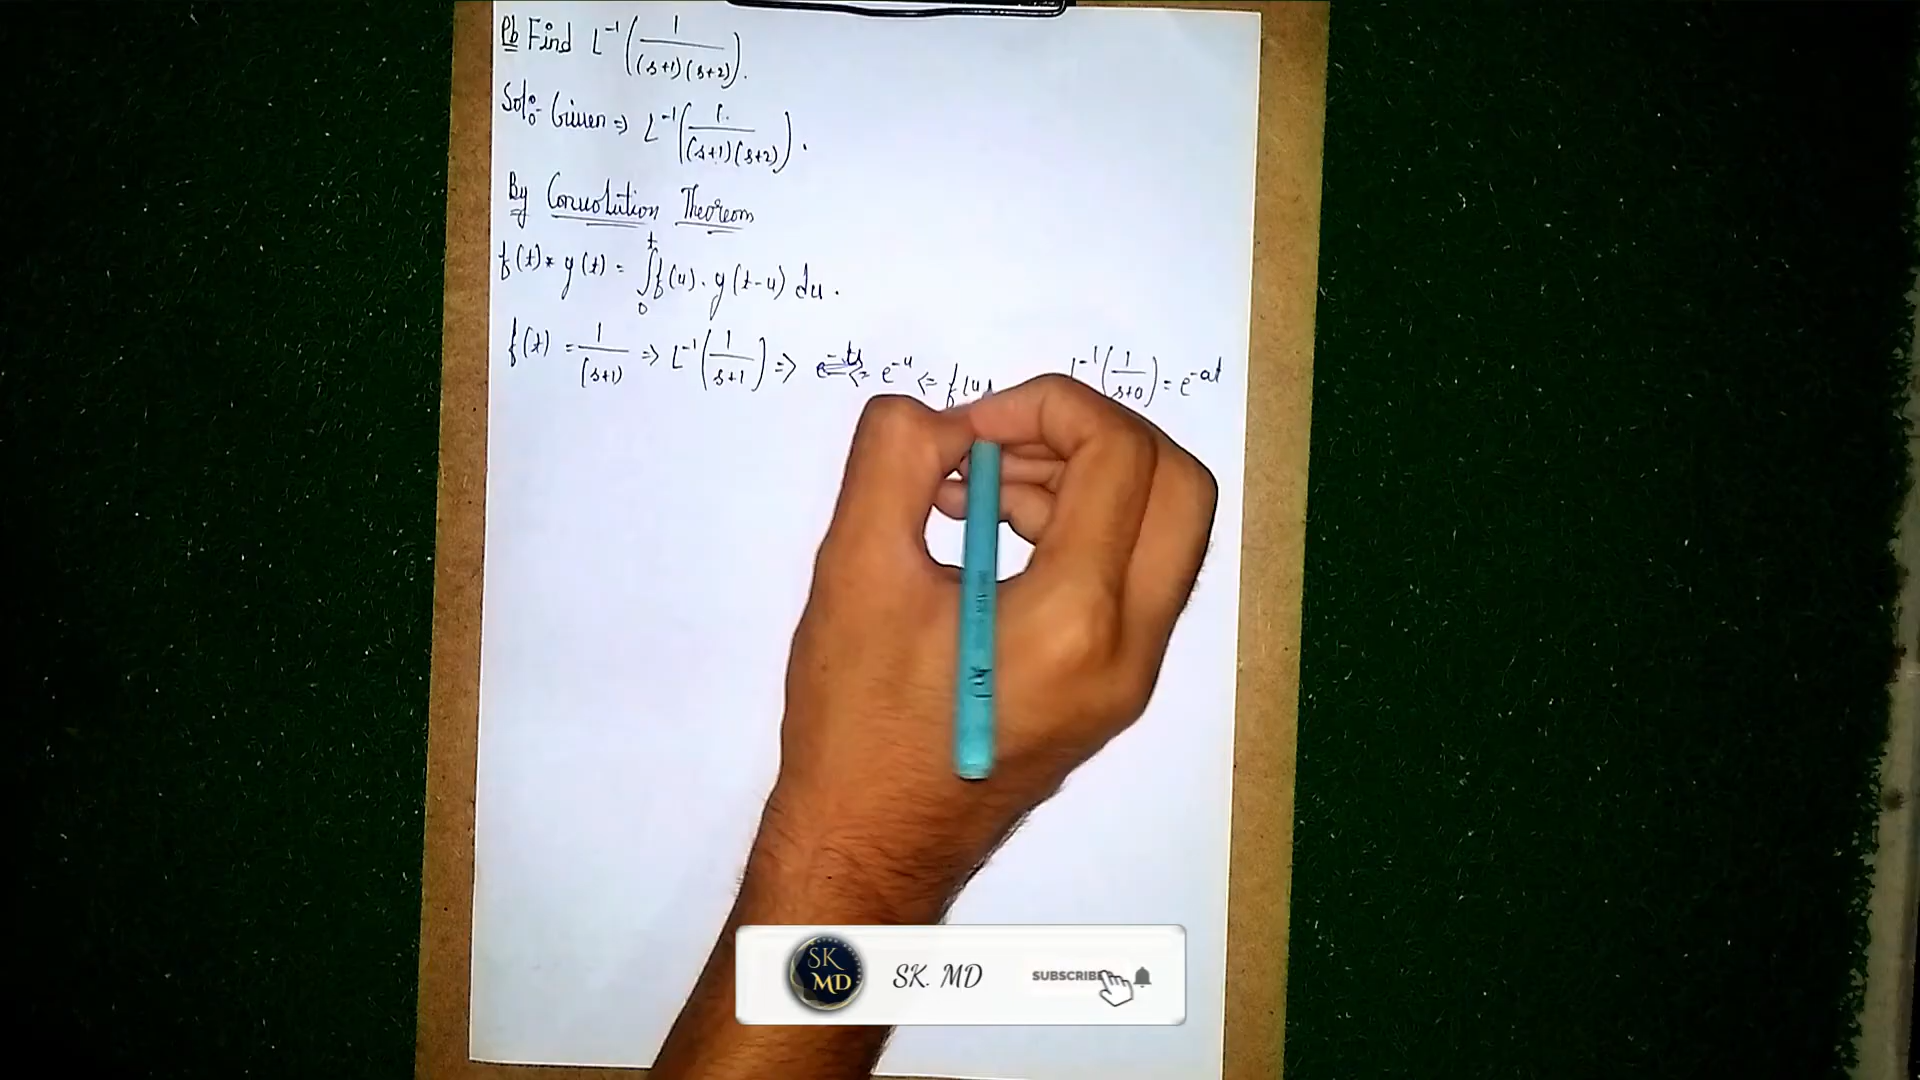 Pb Find L⁻¹(1/((s+1)(s+2))).
Sol:- Given => L⁻¹(1/((s+1)(s+2))).
By Convolution Theorem
f(t)* g(t) = ∫₀ᵗ f(u). g(t-u) du.
f(t) = 1/(s+1) => L⁻¹(1/(s+1)) => <= e⁻ᵘ <= f(u) L⁻¹(1/(s+a)) = e⁻ᵃᵗ
SK MD
SK. MD
SUBSCRIBE